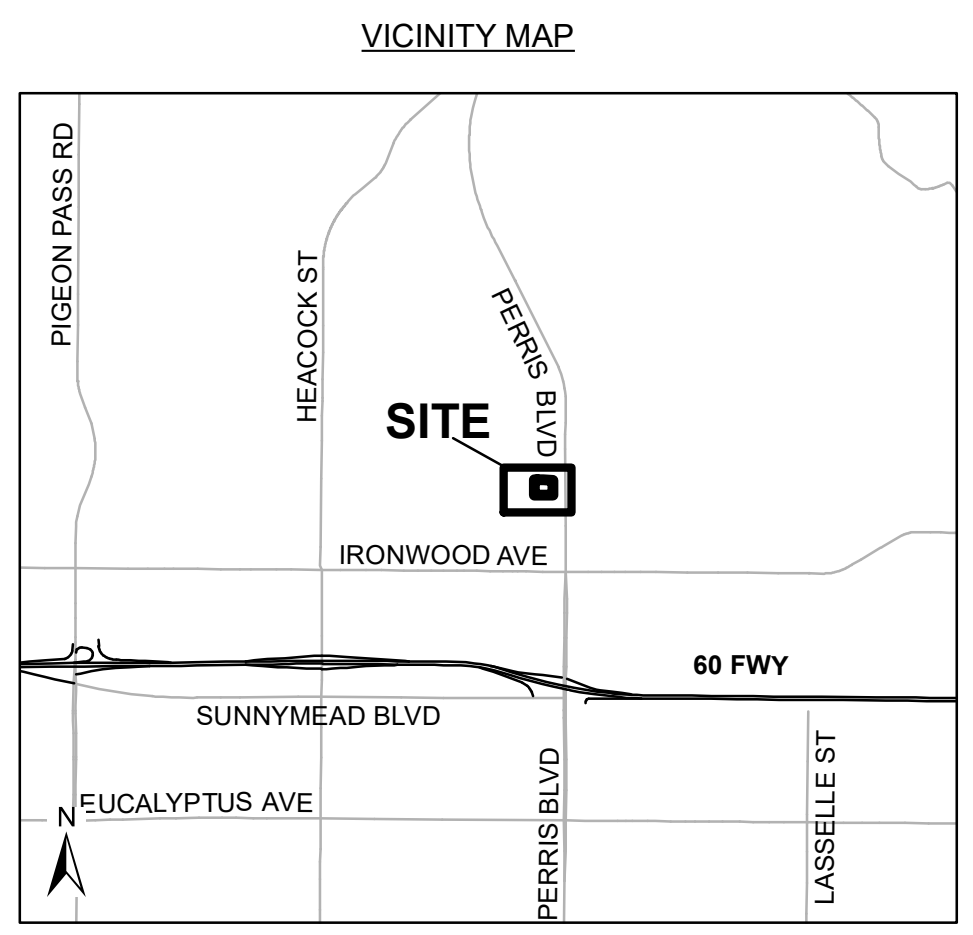 VICINITY MAP
PIGEON PASS RD
HEACOCK ST
PERRIS BLVD
SITE
IRONWOOD AVE
60 FWY
SUNNYMEAD BLVD
PERRIS BLVD
LASSELLE ST
EUCALYPTUS AVE
N